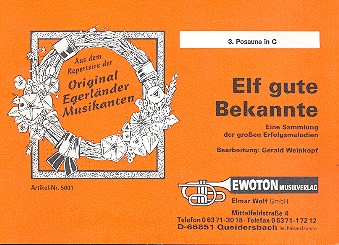 Aus dem
Repertoire der
Original
Egerländer
Musikanten
Artikel-Nr. 5001
3. Posaune in C
Elf gute
Bekannte
Eine Sammlung
der großen Erfolgsmelodien
Bearbeitung: Gerald Weinkopf
EWOTON MUSIKVERLAG
Elmar Wolf GmbH
Mittelfeldstraße 4
Telefon 06371-3018 - Telefax 06371-17212
D-66851 Queidersbach